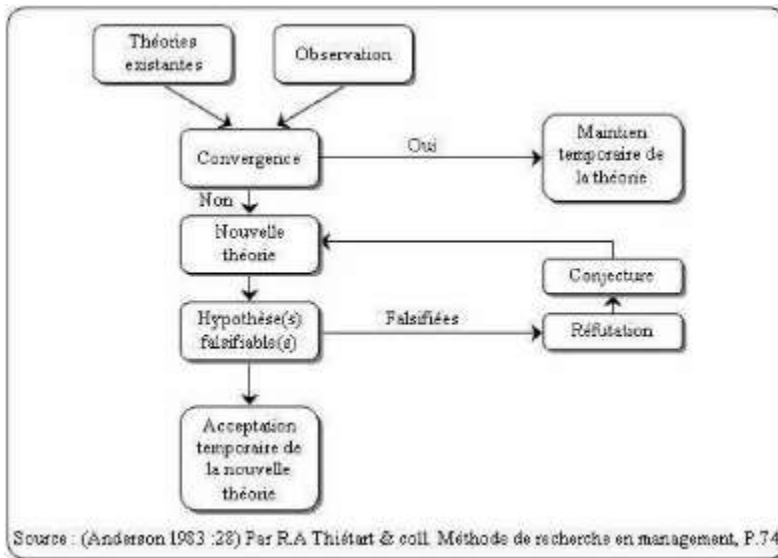 Théories
existantes
Observation
Convergence
Oui
Maintien
temporaire de
la théorie
Non
Nouvelle
théorie
Conjecture
Hypothèse(s)
falsifiable(s)
Falsifiées
Réfutation
Acceptation
temporaire de
la nouvelle
théorie
Source : (Anderson 1983 :28) Par R.A Thiétart & coll. Méthode de recherche en management, P.74